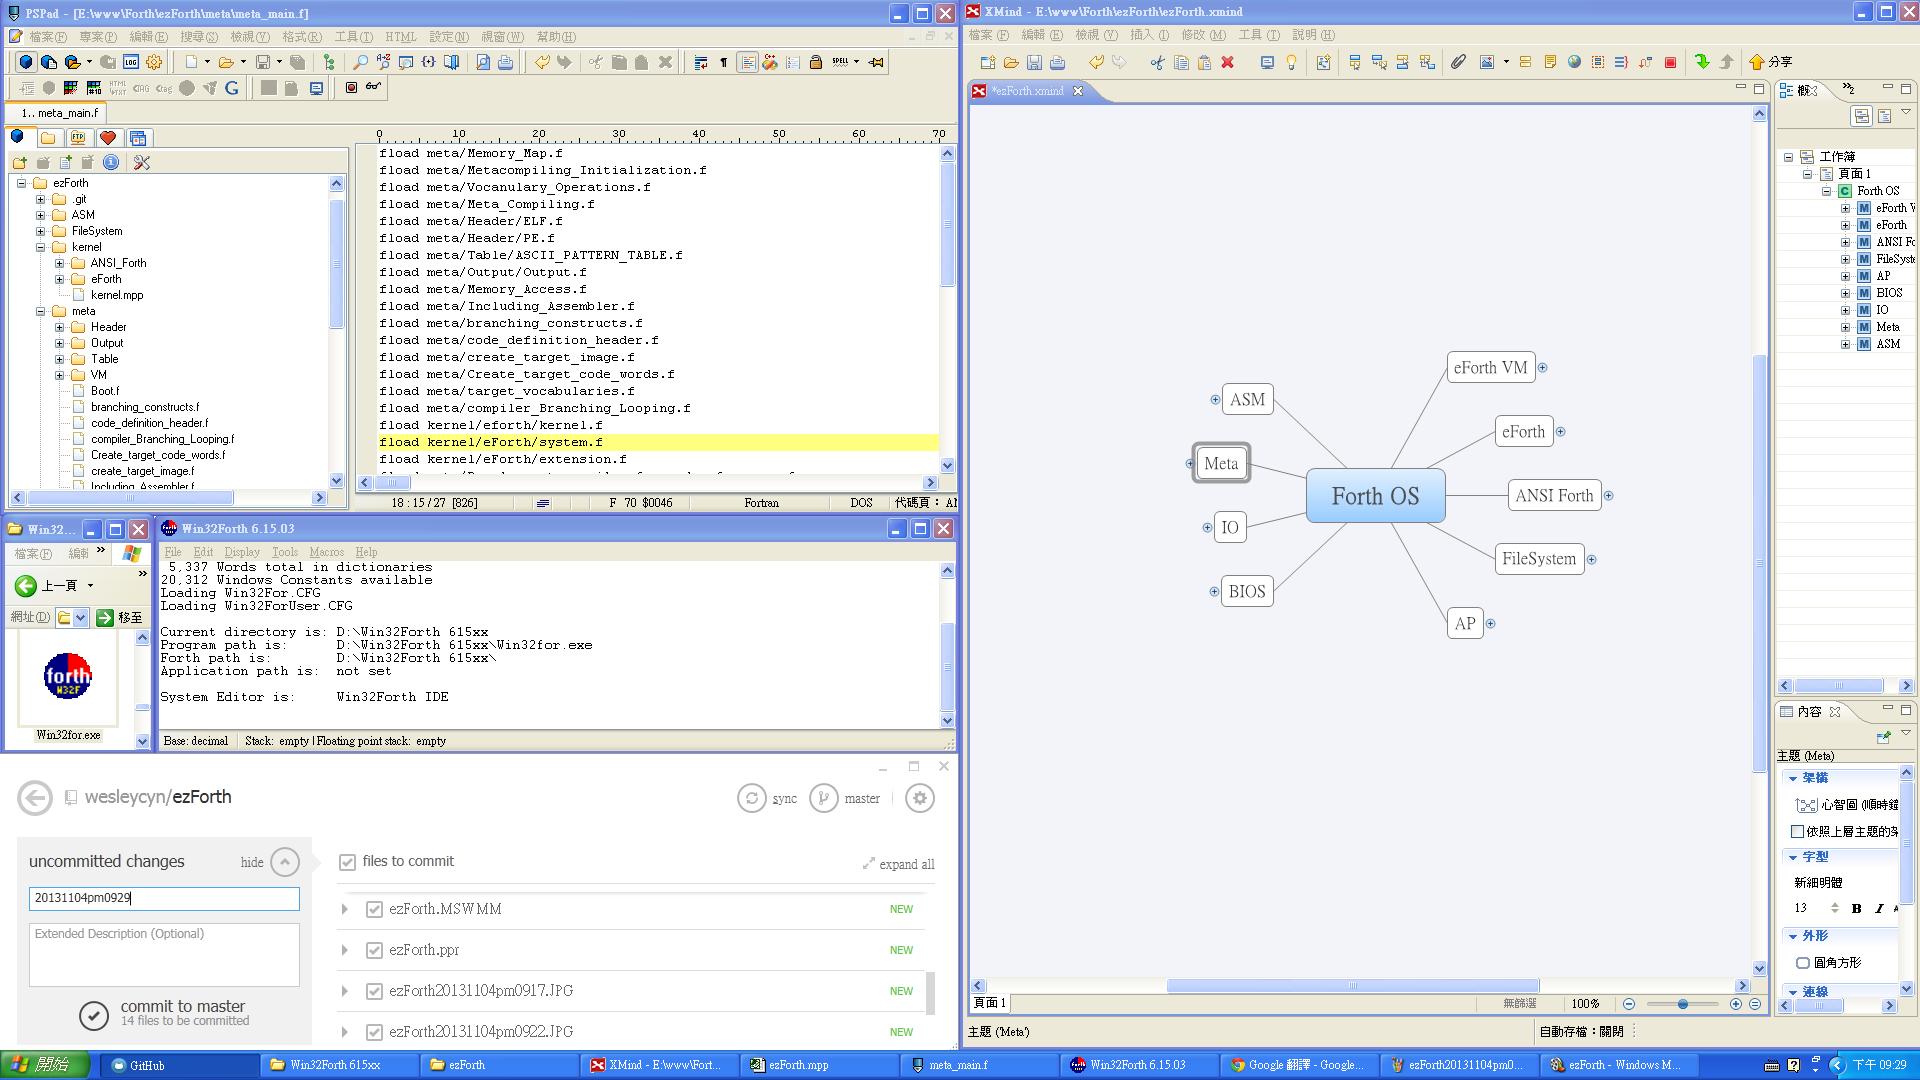 PSPad - [E:\www\Forth\ezForth\meta\meta_main.f]
檔案(F) 專案(P) 編輯(E) 搜尋(S) 檢視(V) 格式(R) 工具(T) HTML 設定(N) 視窗(W) 幫助(H)
1.. meta_main.f
0 10 20 30 40 50 60 70
ezForth
.git
ASM
FileSystem
kernel
ANSI_Forth
eForth
kernel.mpp
meta
Header
Output
Table
VM
Boot.f
branching_constructs.f
code_definition_header.f
compiler_Branching_Looping.f
Create_target_code_words.f
create_target_image.f
Including_Assembler.f
fload meta/Memory_Map.f
fload meta/Metacompiling_Initialization.f
fload meta/Vocanulary_Operations.f
fload meta/Meta_Compiling.f
fload meta/Header/ELF.f
fload meta/Header/PE.f
fload meta/Table/ASCII_PATTERN_TABLE.f
fload meta/Output/Output.f
fload meta/Memory_Access.f
fload meta/Including_Assembler.f
fload meta/branching_constructs.f
fload meta/code_definition_header.f
fload meta/create_target_image.f
fload meta/Create_target_code_words.f
fload meta/target_vocabularies.f
fload meta/compiler_Branching_Looping.f
fload kernel/eforth/kernel.f
fload kernel/eForth/system.f
fload kernel/eForth/extension.f
18 : 15 / 27 [826] F 70 $0046 Fortran DOS 代碼頁： AN
Win32...
檔案(F) 編輯 »
上一頁
網址(D) 移至
forth
W32F
Win32for.exe
Win32Forth 6.15.03
File Edit Display Tools Macros Help
5,337 Words total in dictionaries
20,312 Windows Constants available
Loading Win32For.CFG
Loading Win32ForUser.CFG
Current directory is: D:\Win32Forth 615xx
Program path is: D:\Win32Forth 615xx\Win32for.exe
Forth path is: D:\Win32Forth 615xx\
Application path is: not set
System Editor is: Win32Forth IDE
Base: decimal Stack: empty | Floating point stack: empty
wesleycyn/ezForth
sync master
uncommitted changes
hide
20131104pm0929
Extended Description (Optional)
commit to master
14 files to be committed
files to commit
expand all
ezForth.MSWMM NEW
ezForth.ppr NEW
ezForth20131104pm0917.JPG NEW
ezForth20131104pm0922.JPG NEW
XMind - E:\www\Forth\ezForth\ezForth.xmind
檔案 (F) 編輯 (E) 檢視 (V) 插入 (I) 修改 (M) 工具 (T) 說明 (H)
分享
*ezForth.xmind
eForth VM
ASM
eForth
Meta
Forth OS
ANSI Forth
IO
FileSystem
BIOS
AP
頁面 1
無篩選 100%
主題 ('Meta')
自動存檔：關閉
概 »2
工作簿
頁面 1
Forth OS
eForth V
eForth
ANSI Fo
FileSyste
AP
BIOS
IO
Meta
ASM
內容
主題 (Meta)
架構
心智圖 (順時鐘
依照上層主題的架
字型
新細明體
13 B I
外形
圓角方形
連線
開始 GitHub Win32Forth 615xx ezForth XMind - E:\www\Fort... ezForth.mpp meta_main.f Win32Forth 6.15.03 Google 翻譯 - Google... ezForth20131104pm0... ezForth - Windows M... 下午 09:29